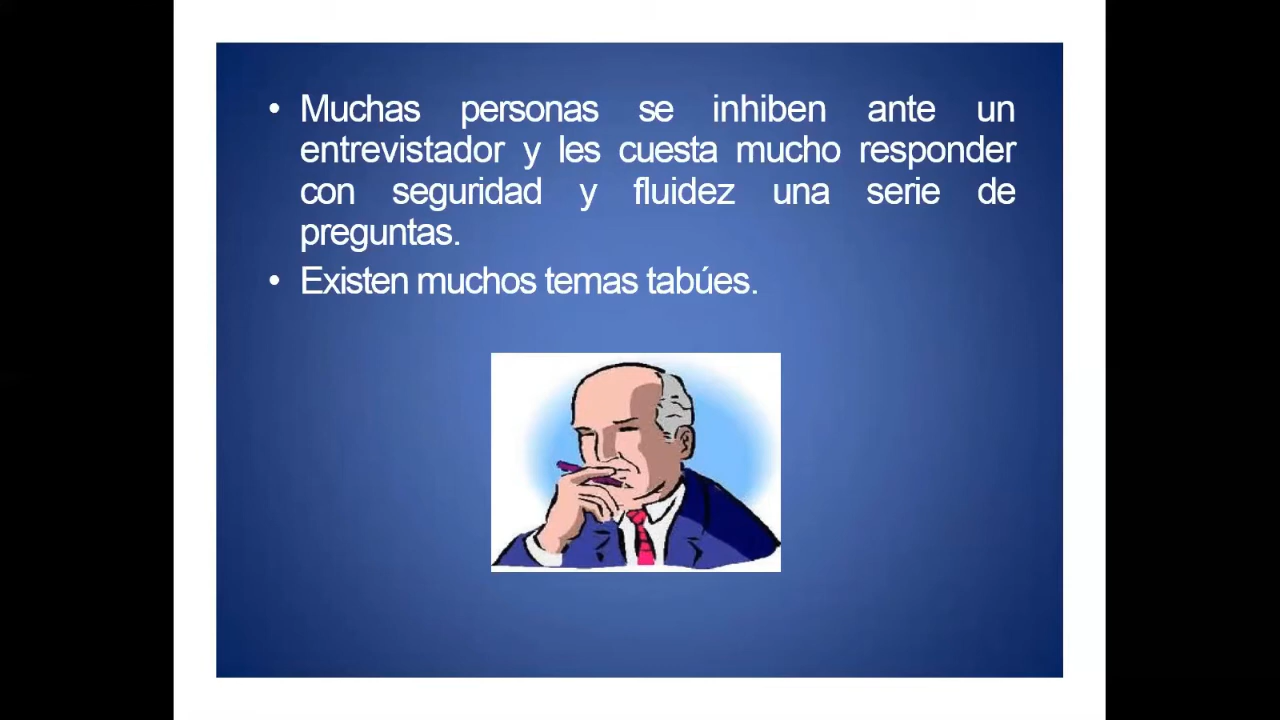 • Muchas personas se inhiben ante un
entrevistador y les cuesta mucho responder
con seguridad y fluidez una serie de
preguntas.
• Existen muchos temas tabúes.